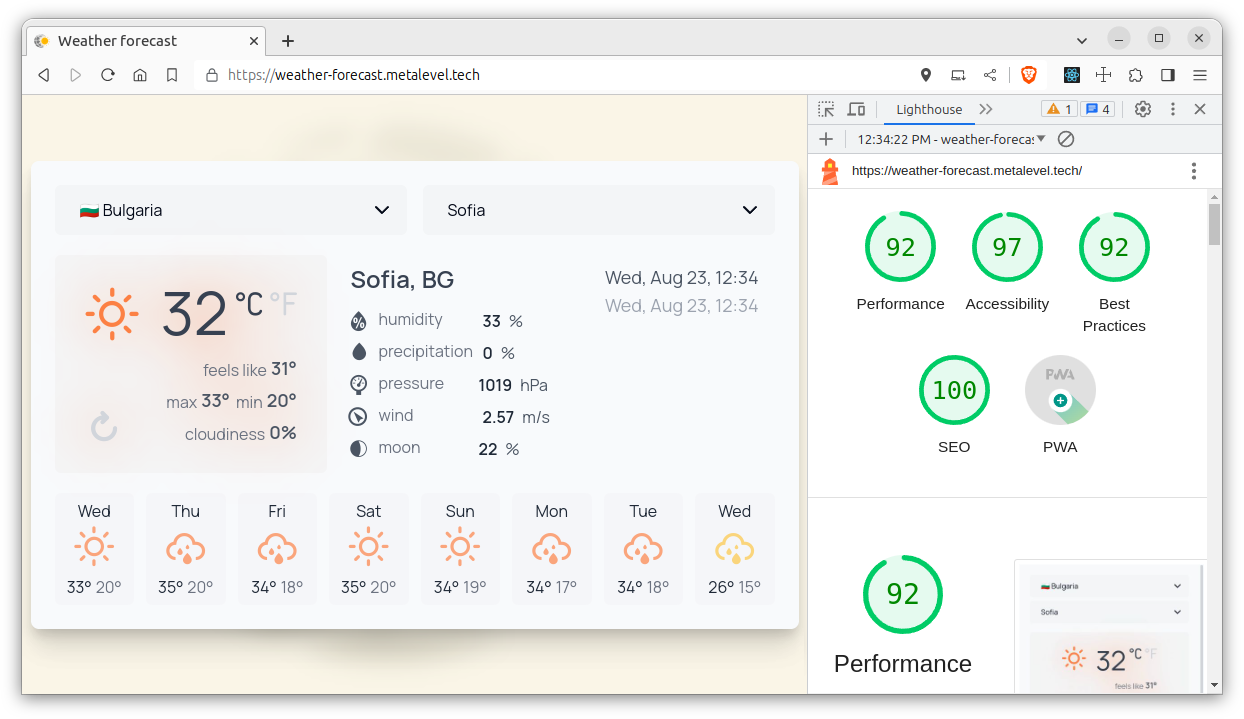 Weather forecast
https://weather-forecast.metalevel.tech
Bulgaria
Sofia
32 °C °F
feels like 31°
max 33° min 20°
cloudiness 0%
Sofia, BG
Wed, Aug 23, 12:34
Wed, Aug 23, 12:34
humidity 33 %
precipitation 0 %
pressure 1019 hPa
wind 2.57 m/s
moon 22 %
Wed Thu Fri Sat Sun Mon Tue Wed
33° 20° 35° 20° 34° 18° 35° 20° 34° 19° 34° 17° 34° 18° 26° 15°
Lighthouse 1 4
12:34:22 PM - weather-forecas
https://weather-forecast.metalevel.tech/
92 97 92
Performance Accessibility Best
Practices
100 PWA
SEO PWA
92
Performance
Bulgaria
Sofia
32 °C °F
feels like 31°